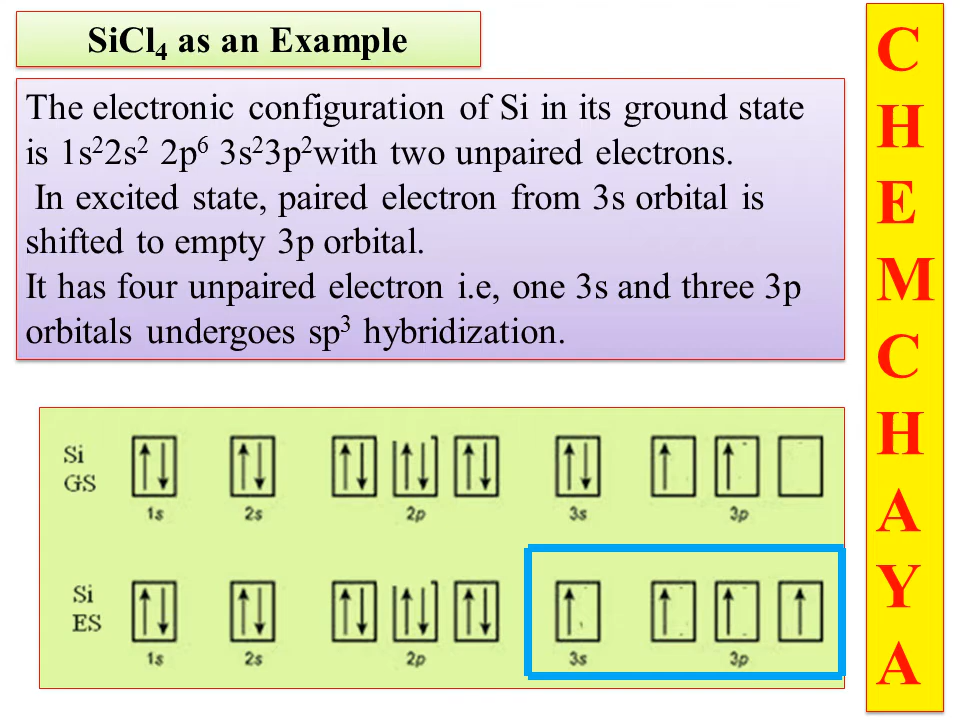 SiCl₄ as an Example
The electronic configuration of Si in its ground state
is 1s²2s² 2p⁶ 3s²3p²with two unpaired electrons.
In excited state, paired electron from 3s orbital is
shifted to empty 3p orbital.
It has four unpaired electron i.e, one 3s and three 3p
orbitals undergoes sp³ hybridization.
Si
GS
1s 2s 2p 3s 3p
Si
ES
1s 2s 2p 3s 3p
C
H
E
M
C
H
A
Y
A